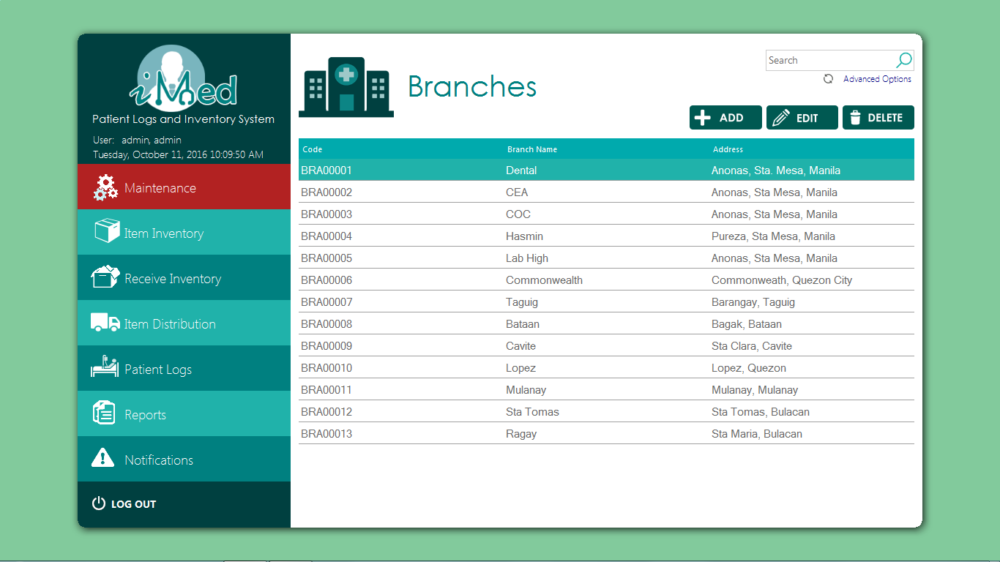 iMed
Patient Logs and Inventory System
User: admin, admin
Tuesday, October 11, 2016 10:09:50 AM
Maintenance
Item Inventory
Receive Inventory
Item Distribution
Patient Logs
Reports
Notifications
LOG OUT
Branches
Search
Advanced Options
ADD EDIT DELETE
Code Branch Name Address
BRA00001 Dental Anonas, Sta. Mesa, Manila
BRA00002 CEA Anonas, Sta Mesa, Manila
BRA00003 COC Anonas, Sta Mesa, Manila
BRA00004 Hasmin Pureza, Sta Mesa, Manila
BRA00005 Lab High Anonas, Sta Mesa, Manila
BRA00006 Commonwealth Commonweath, Quezon City
BRA00007 Taguig Barangay, Taguig
BRA00008 Bataan Bagak, Bataan
BRA00009 Cavite Sta Clara, Cavite
BRA00010 Lopez Lopez, Quezon
BRA00011 Mulanay Mulanay, Mulanay
BRA00012 Sta Tomas Sta Tomas, Bulacan
BRA00013 Ragay Sta Maria, Bulacan